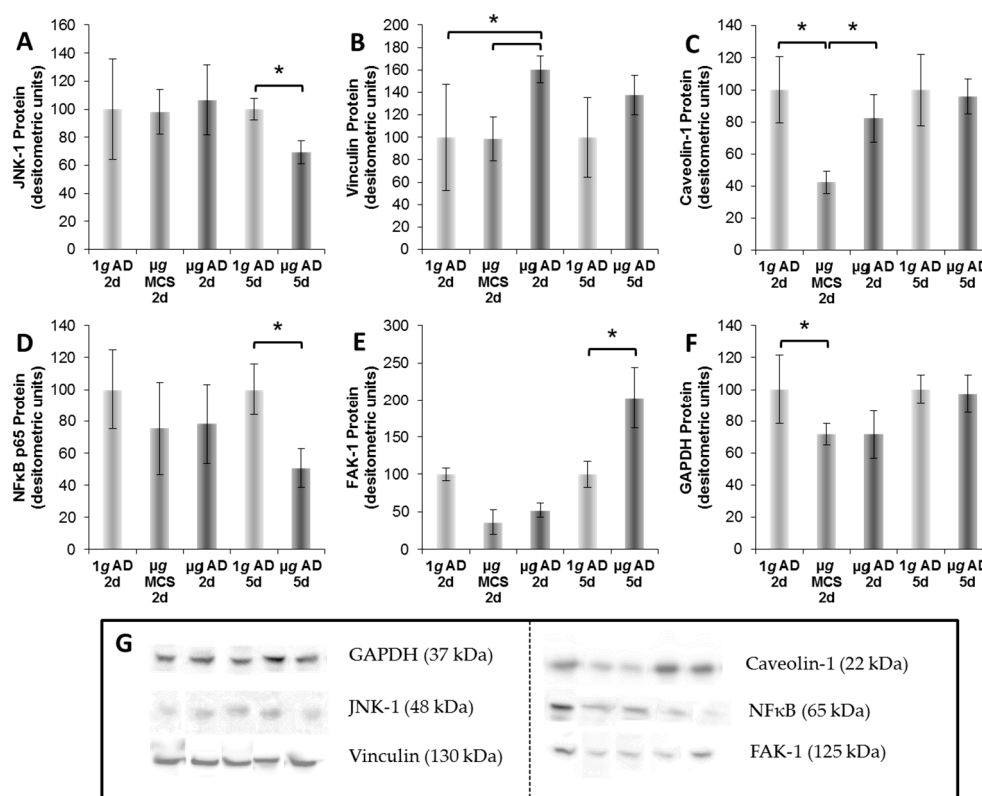 A
JNK-1 Protein
(desitometric units)
160
140
120
100
80
60
40
20
0
*
1g AD
2d
µg
MCS
2d
µg AD
2d
1g AD
5d
µg AD
5d
B
Vinculin Protein
(desitometric units)
200
180
160
140
120
100
80
60
40
20
0
*
1g AD
2d
µg
MCS
2d
µg AD
2d
1g AD
5d
µg AD
5d
C
Caveolin-1 Protein
(desitometric units)
140
120
100
80
60
40
20
0
*
*
1g AD
2d
µg
MCS
2d
µg AD
2d
1g AD
5d
µg AD
5d
D
NFκB p65 Protein
(desitometric units)
140
120
100
80
60
40
20
0
*
1g AD
2d
µg
MCS
2d
µg AD
2d
1g AD
5d
µg AD
5d
E
FAK-1 Protein
(desitometric units)
300
250
200
150
100
50
0
*
1g AD
2d
µg
MCS
2d
µg AD
2d
1g AD
5d
µg AD
5d
F
GAPDH Protein
(desitometric units)
140
120
100
80
60
40
20
0
*
1g AD
2d
µg
MCS
2d
µg AD
2d
1g AD
5d
µg AD
5d
G
GAPDH (37 kDa)
JNK-1 (48 kDa)
Vinculin (130 kDa)
Caveolin-1 (22 kDa)
NFκB (65 kDa)
FAK-1 (125 kDa)